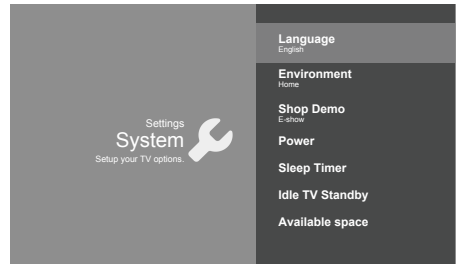 Settings
System
Setup your TV options.
Language
English
Environment
Home
Shop Demo
E-show
Power
Sleep Timer
Idle TV Standby
Available space